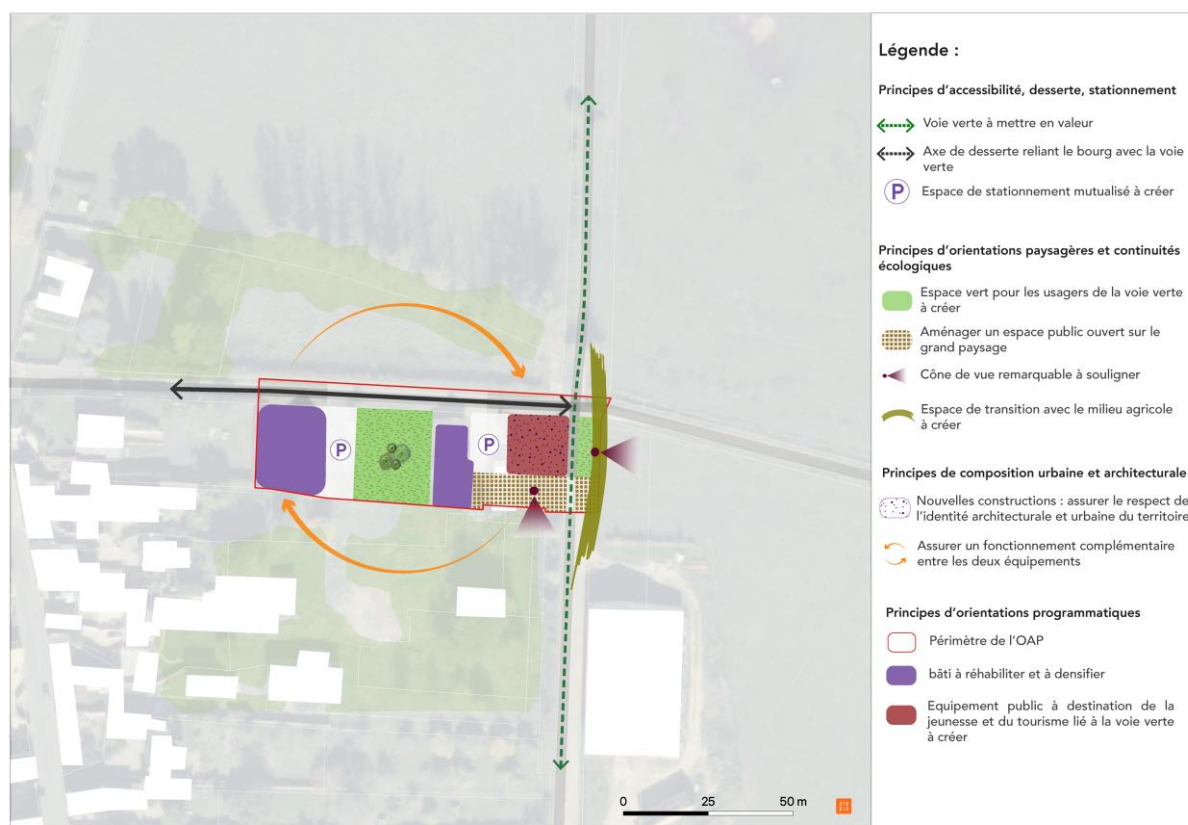 Légende :
Principes d'accessibilité, desserte, stationnement
Voie verte à mettre en valeur
Axe de desserte reliant le bourg avec la voie
verte
P
Espace de stationnement mutualisé à créer
Principes d'orientations paysagères et continuités
écologiques
Espace vert pour les usagers de la voie verte
à créer
Aménager un espace public ouvert sur le
grand paysage
Cône de vue remarquable à souligner
Espace de transition avec le milieu agricole
à créer
Principes de composition urbaine et architecturale
Nouvelles constructions : assurer le respect de
l'identité architecturale et urbaine du territoire
Assurer un fonctionnement complémentaire
entre les deux équipements
Principes d'orientations programmatiques
Périmètre de l'OAP
bâti à réhabiliter et à densifier
Equipement public à destination de la
jeunesse et du tourisme lié à la voie verte
à créer
P
P
0 25 50 m